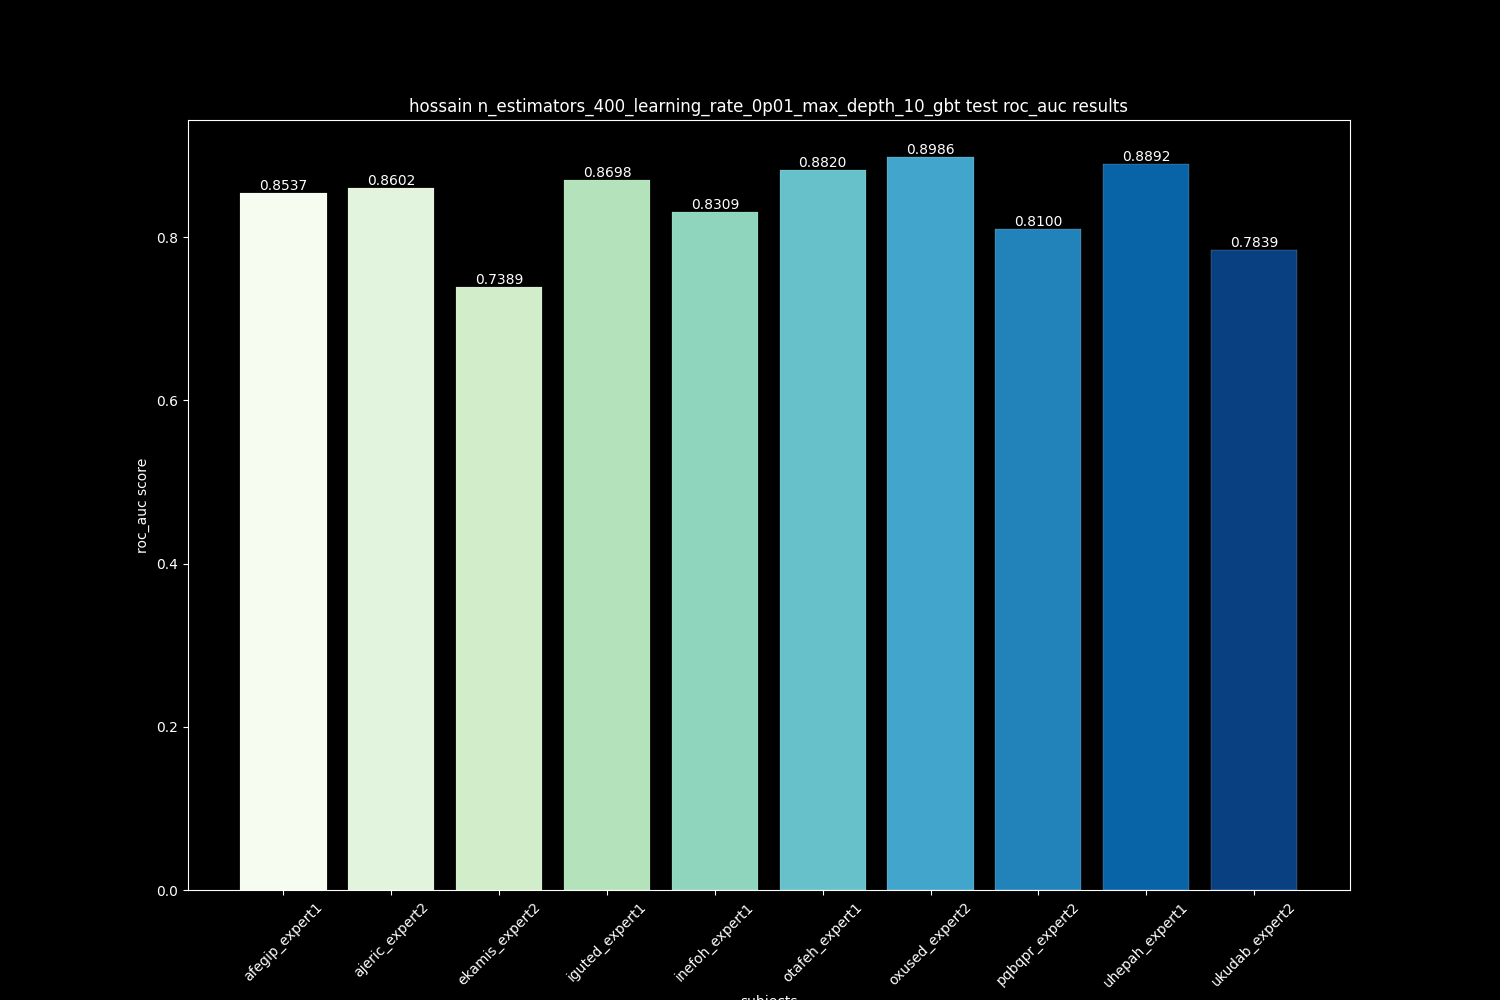 hossain n_estimators_400_learning_rate_0p01_max_depth_10_gbt test roc_auc results
0.8537
0.8602
0.7389
0.8698
0.8309
0.8820
0.8986
0.8100
0.8892
0.7839
roc_auc score
0.8
0.6
0.4
0.2
0.0
afegip_expert1
ajeric_expert2
ekamis_expert2
iguted_expert1
inefoh_expert1
otafeh_expert1
oxused_expert2
pqbqpr_expert2
uhepah_expert1
ukudab_expert2
subjects